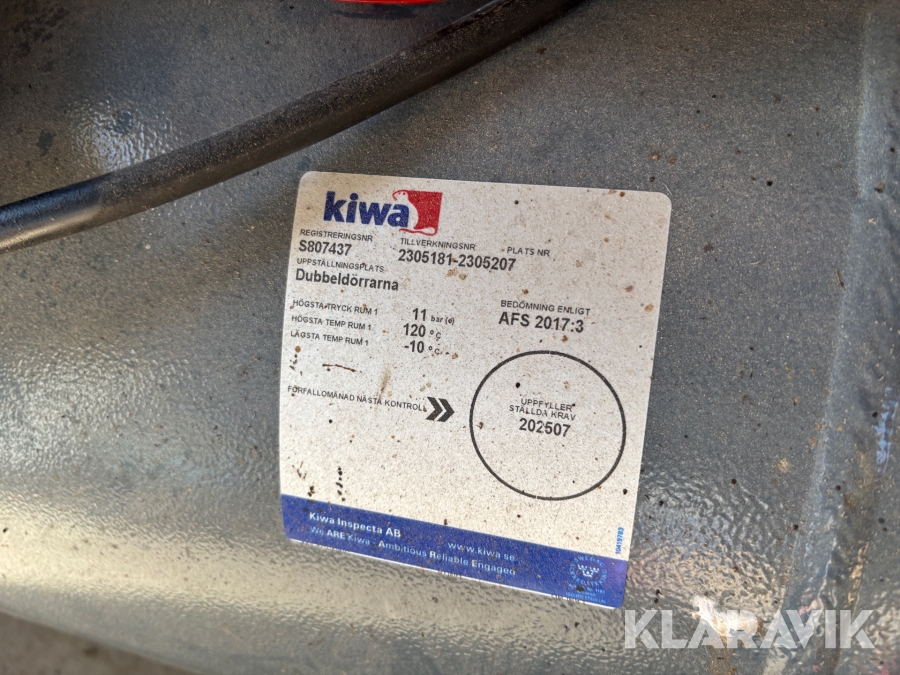 kiwa
REGISTRERINGSNR
S807437
TILLVERKNINGSNR
2305181-2305207
PLATS NR
UPPSTÄLLNINGSPLATS
Dubbeldörrarna
HÖGSTA TRYCK RUM 1 11 bar (e)
HÖGSTA TEMP RUM 1 120 °C
LÄGSTA TEMP RUM 1 -10 °C
BEDÖMNING ENLIGT
AFS 2017:3
FÖRFALLOMÅNAD NÄSTA KONTROLL
UPPFYLLER
STÄLLDA KRAV
202507
Kiwa Inspecta AB
www.kiwa.se
We ARE Kiwa - Ambitious Reliable Engaged
10419783
KLARAVIK